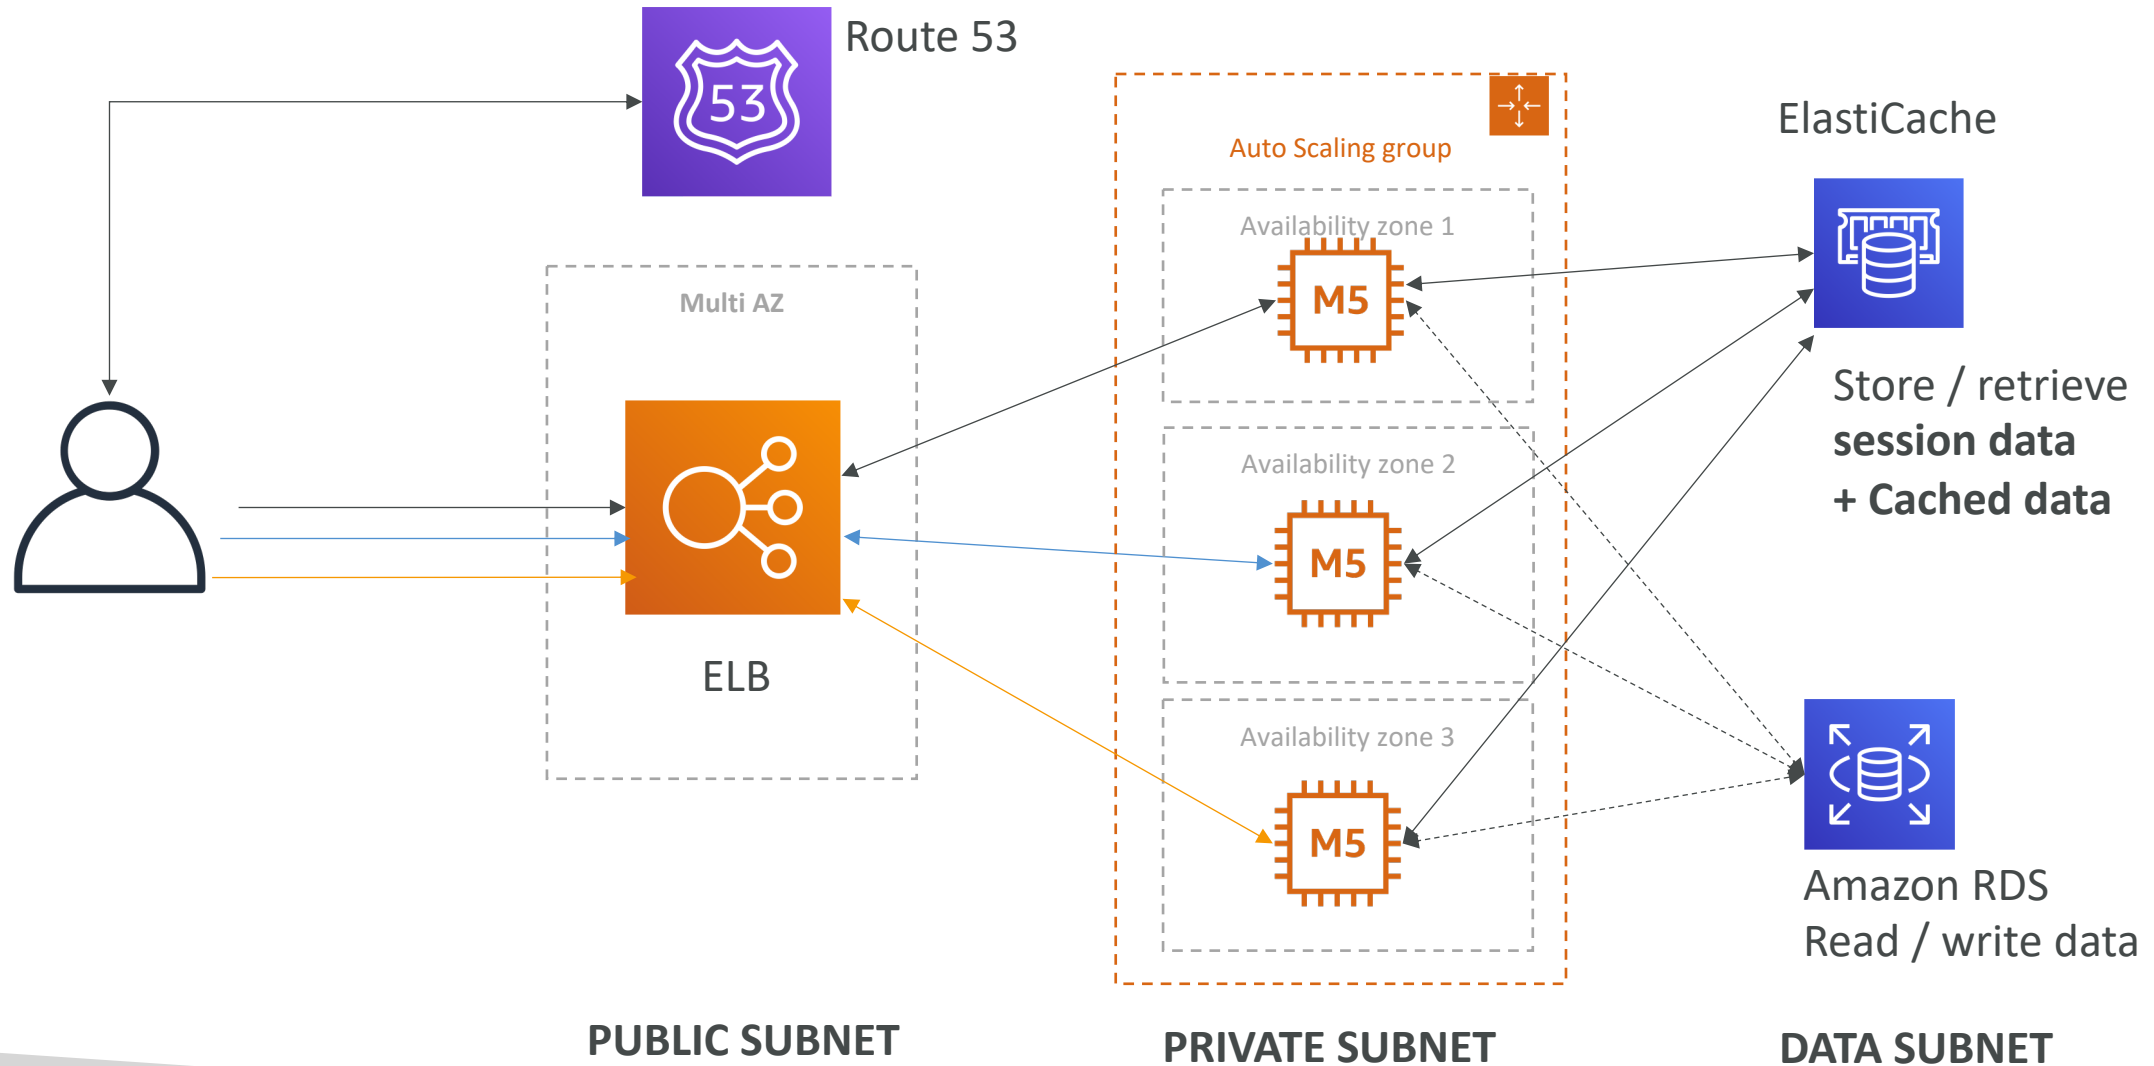 Route 53
53
Auto Scaling group
ElastiCache
Availability zone 1
M5
Multi AZ
Store / retrieve
session data
+ Cached data
Availability zone 2
M5
ELB
Availability zone 3
M5
Amazon RDS
Read / write data
PUBLIC SUBNET
PRIVATE SUBNET
DATA SUBNET